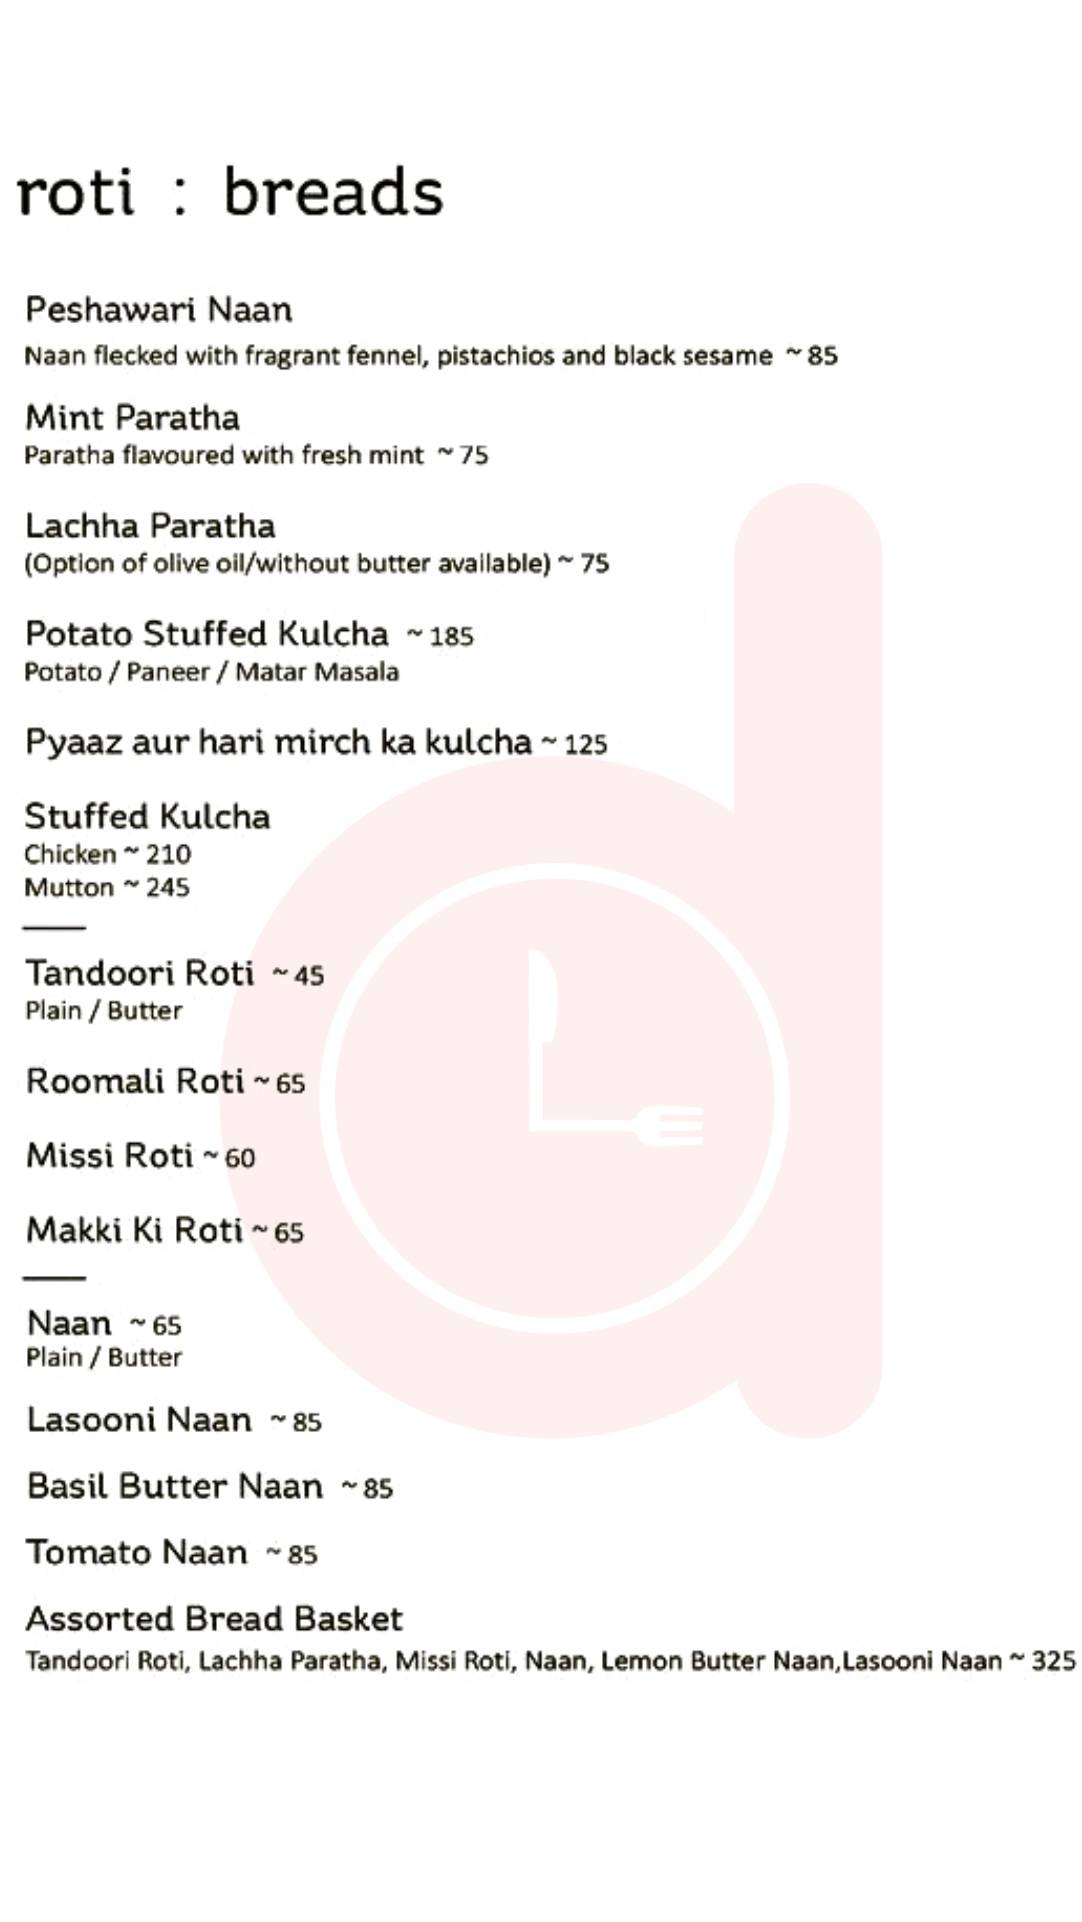 roti : breads
Peshawari Naan
Naan flecked with fragrant fennel, pistachios and black sesame ~ 85
Mint Paratha
Paratha flavoured with fresh mint ~ 75
Lachha Paratha
(Option of olive oil/without butter available) ~ 75
Potato Stuffed Kulcha ~ 185
Potato / Paneer / Matar Masala
Pyaaz aur hari mirch ka kulcha ~ 125
Stuffed Kulcha
Chicken ~ 210
Mutton ~ 245
Tandoori Roti ~ 45
Plain / Butter
Roomali Roti ~ 65
Missi Roti ~ 60
Makki Ki Roti ~ 65
Naan ~ 65
Plain / Butter
Lasooni Naan ~ 85
Basil Butter Naan ~ 85
Tomato Naan ~ 85
Assorted Bread Basket
Tandoori Roti, Lachha Paratha, Missi Roti, Naan, Lemon Butter Naan,Lasooni Naan ~ 325